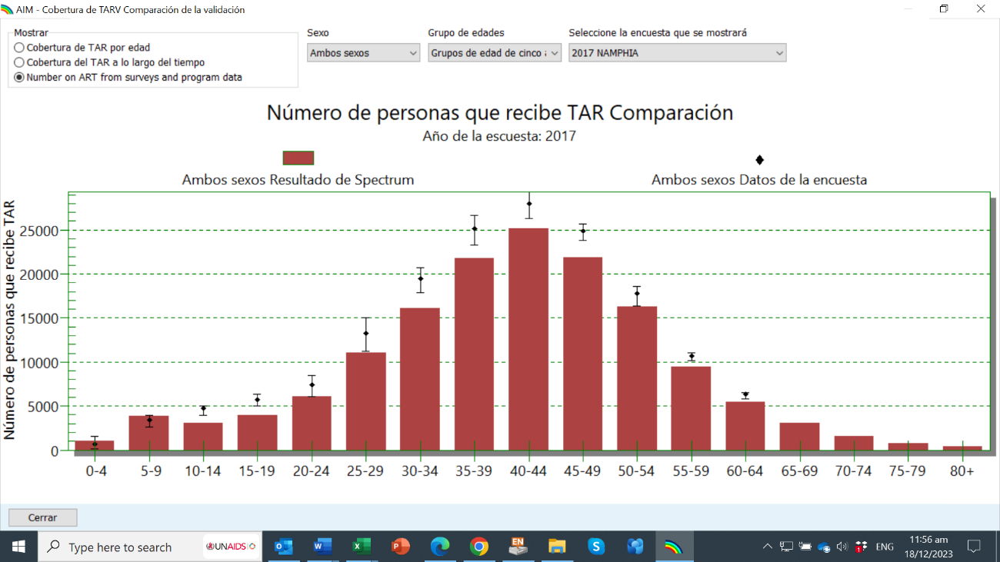 AIM - Cobertura de TARV Comparación de la validación
Mostrar
Cobertura de TAR por edad
Cobertura del TAR a lo largo del tiempo
Number on ART from surveys and program data
Sexo
Ambos sexos
Grupo de edades
Grupos de edad de cinco
Seleccione la encuesta que se mostrará
2017 NAMPHIA
Número de personas que recibe TAR Comparación
Año de la escuesta: 2017
Ambos sexos Resultado de Spectrum
Ambos sexos Datos de la encuesta
Número de personas que recibe TAR
25000
20000
15000
10000
5000
0
0-4 5-9 10-14 15-19 20-24 25-29 30-34 35-39 40-44 45-49 50-54 55-59 60-64 65-69 70-74 75-79 80+
Cerrar
Type here to search
UNAIDS
EN
ENG
11:56 am
18/12/2023